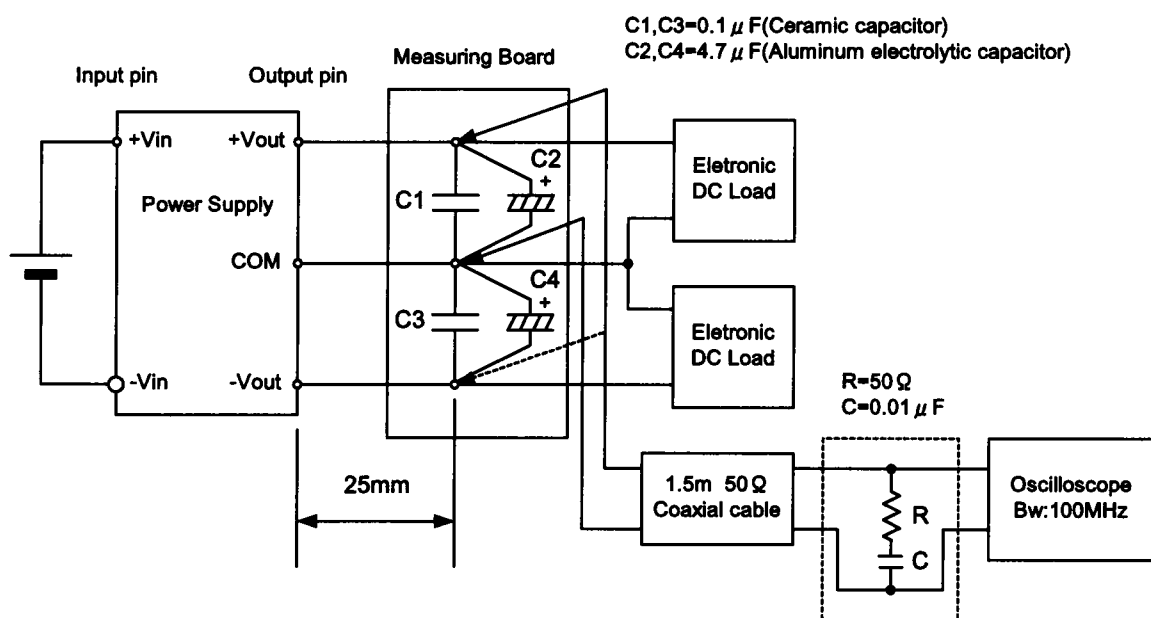 C1,C3=0.1 μ F(Ceramic capacitor)
C2,C4=4.7 μ F(Aluminum electrolytic capacitor)
Measuring Board
Input pin
Output pin
+Vin
+Vout
Power Supply
COM
-Vin
-Vout
C1
C2
+
C3
C4
+
Eletronic
DC Load
Eletronic
DC Load
25mm
R=50Ω
C=0.01 μ F
1.5m 50Ω
Coaxial cable
R
C
Oscilloscope
Bw:100MHz